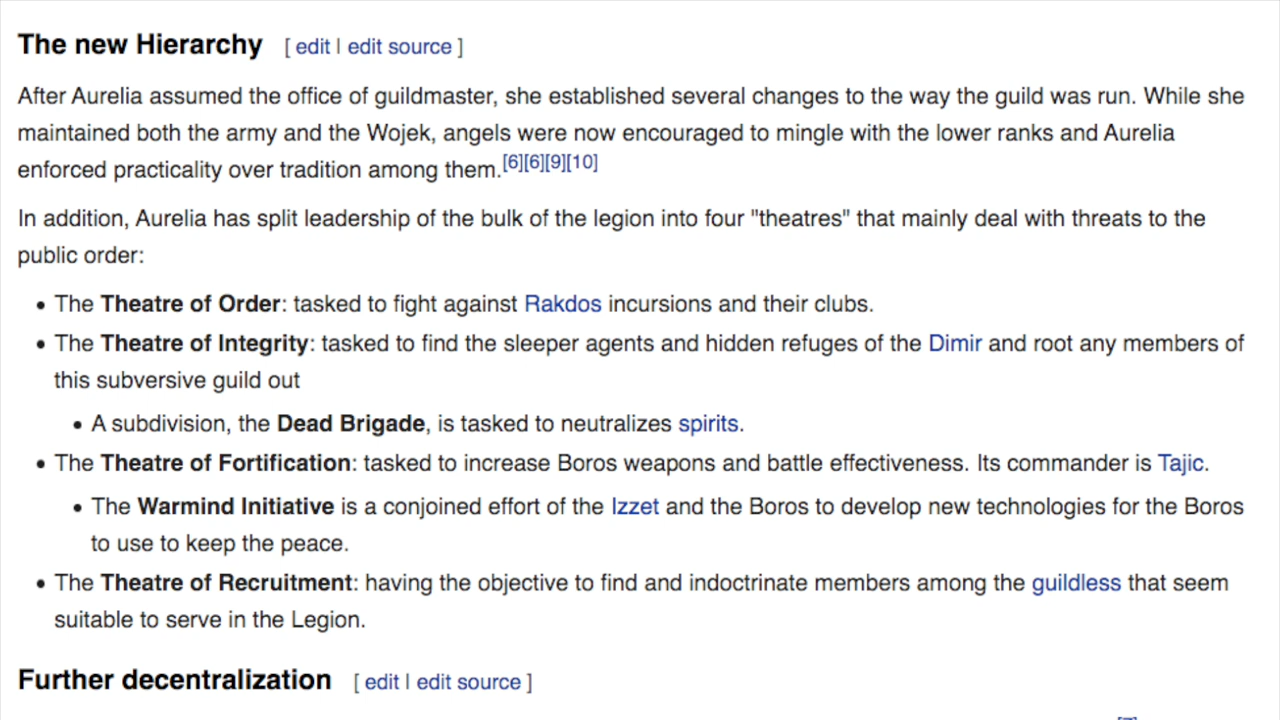 The new Hierarchy [ edit | edit source ]
After Aurelia assumed the office of guildmaster, she established several changes to the way the guild was run. While she
maintained both the army and the Wojek, angels were now encouraged to mingle with the lower ranks and Aurelia
enforced practicality over tradition among them.[6][6][9][10]
In addition, Aurelia has split leadership of the bulk of the legion into four "theatres" that mainly deal with threats to the
public order:
• The Theatre of Order: tasked to fight against Rakdos incursions and their clubs.
• The Theatre of Integrity: tasked to find the sleeper agents and hidden refuges of the Dimir and root any members of
this subversive guild out
• A subdivision, the Dead Brigade, is tasked to neutralizes spirits.
• The Theatre of Fortification: tasked to increase Boros weapons and battle effectiveness. Its commander is Tajic.
• The Warmind Initiative is a conjoined effort of the Izzet and the Boros to develop new technologies for the Boros
to use to keep the peace.
• The Theatre of Recruitment: having the objective to find and indoctrinate members among the guildless that seem
suitable to serve in the Legion.
Further decentralization [ edit | edit source ]